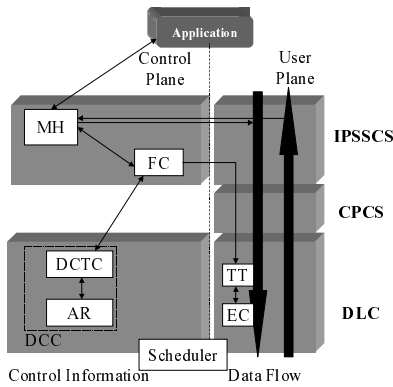 Application
Control
Plane
User
Plane
MH
IPSSCS
FC
CPCS
DCTC
TT
AR
EC
DLC
DCC
Scheduler
Control Information
Data Flow